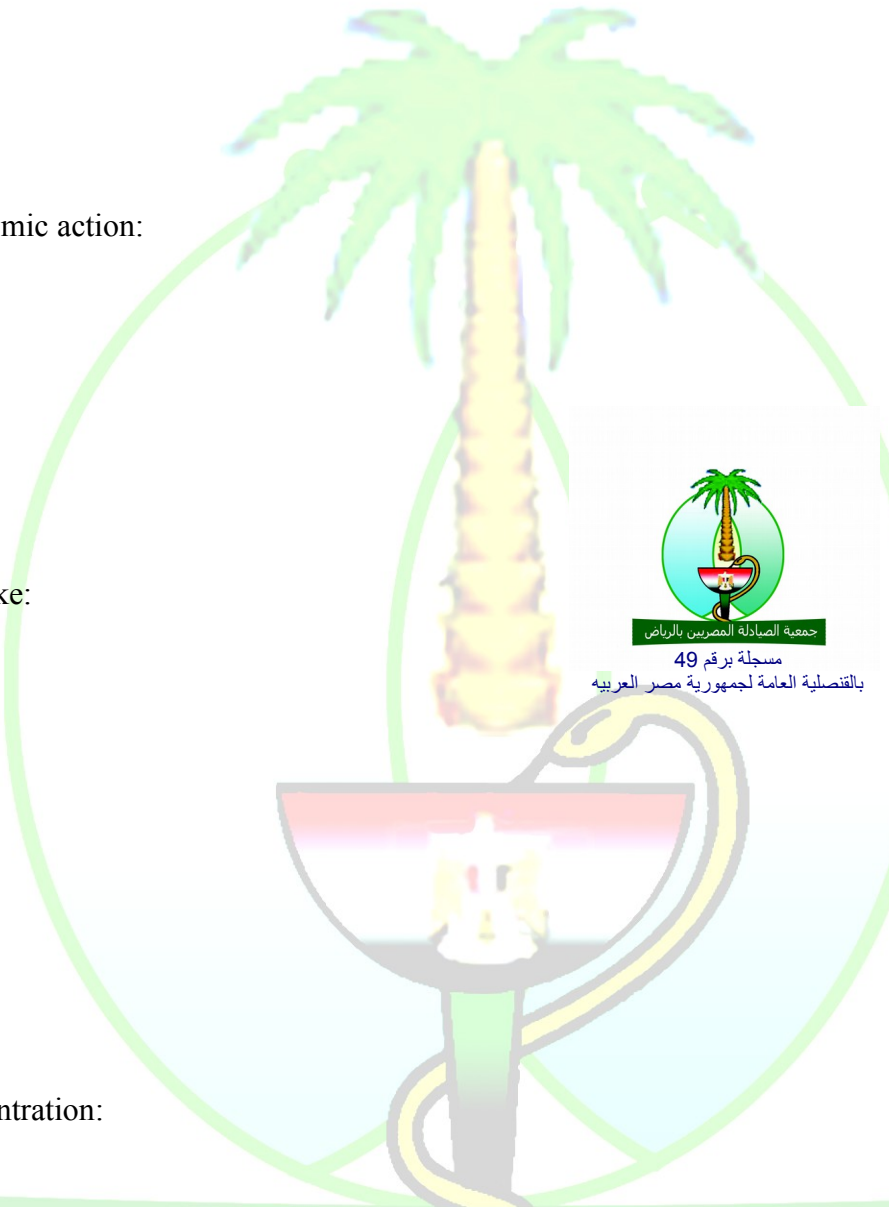 mic action:
ke:
جمعية الصيادلة المصريين بالرياض
مسجلة برقم 49
بالقنصلية العامة لجمهورية مصر العربيه
ntration: